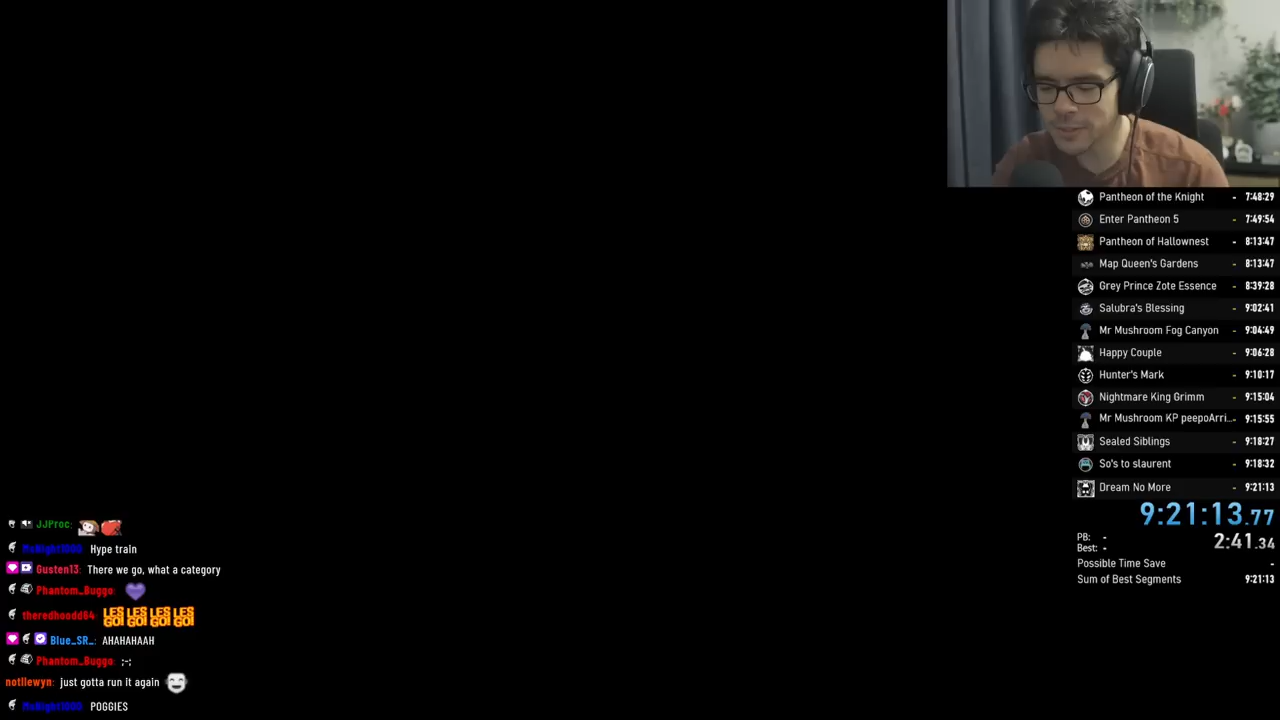 Pantheon of the Knight - 7:48:29
Enter Pantheon 5 - 7:49:54
Pantheon of Hallownest - 8:13:47
Map Queen's Gardens - 8:13:47
Grey Prince Zote Essence - 8:39:28
Salubra's Blessing - 9:02:41
Mr Mushroom Fog Canyon - 9:04:49
Happy Couple - 9:06:28
Hunter's Mark - 9:10:17
Nightmare King Grimm - 9:15:04
Mr Mushroom KP peepoArri... - 9:15:55
Sealed Siblings - 9:18:27
So's to slaurent - 9:18:32
Dream No More - 9:21:13
9:21:13.77
PB: - 2:41.34
Best: -
Possible Time Save -
Sum of Best Segments 9:21:13
JJProc:
MsNight1000 Hype train
Gusten13: There we go, what a category
Phantom_Buggo:
theredhoodd64: LES GO! LES GO! LES GO! LES GO!
Blue_SR_: AHAHAHAAH
Phantom_Buggo: ;-;
notllewyn: just gotta run it again
MsNight1000 POGGIES